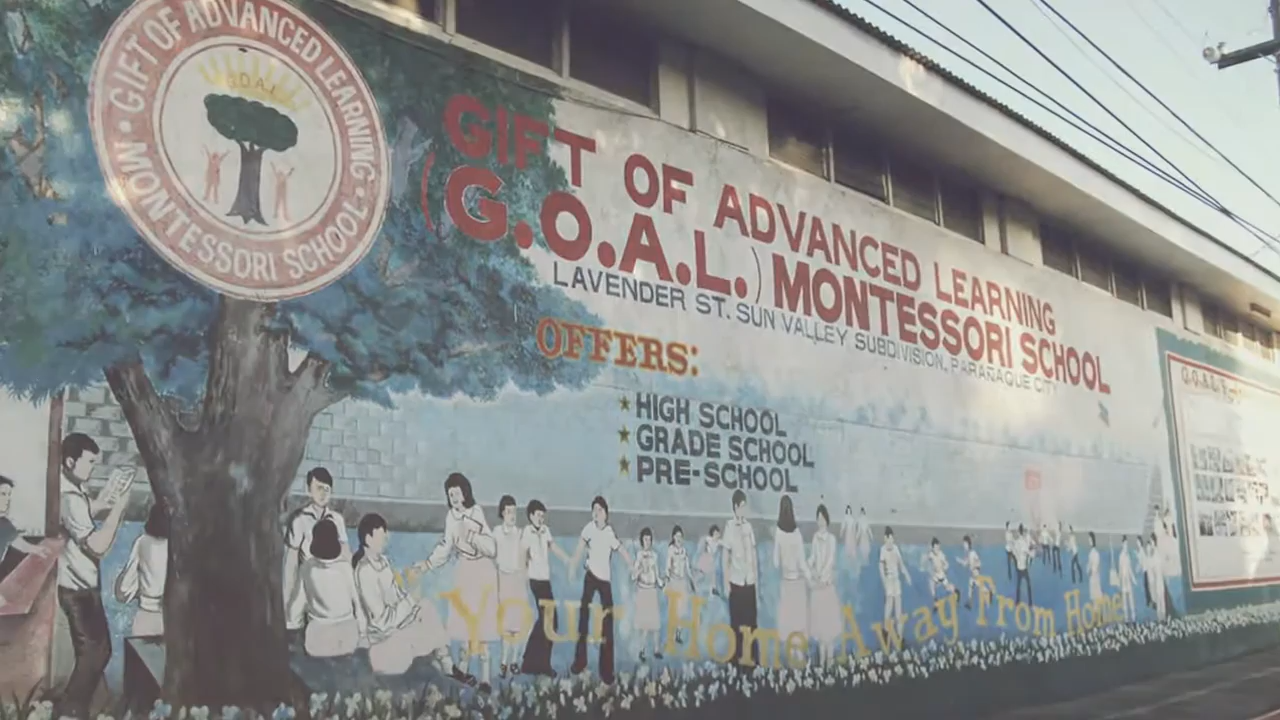 GIFT OF ADVANCED LEARNING
MONTESSORI SCHOOL
G.O.A.L.
GIFT OF ADVANCED LEARNING
(G.O.A.L.) MONTESSORI SCHOOL
LAVENDER ST. SUN VALLEY SUBDIVISION, PARAÑAQUE CITY
OFFERS:
★ HIGH SCHOOL
★ GRADE SCHOOL
★ PRE-SCHOOL
Your Home Away From Home